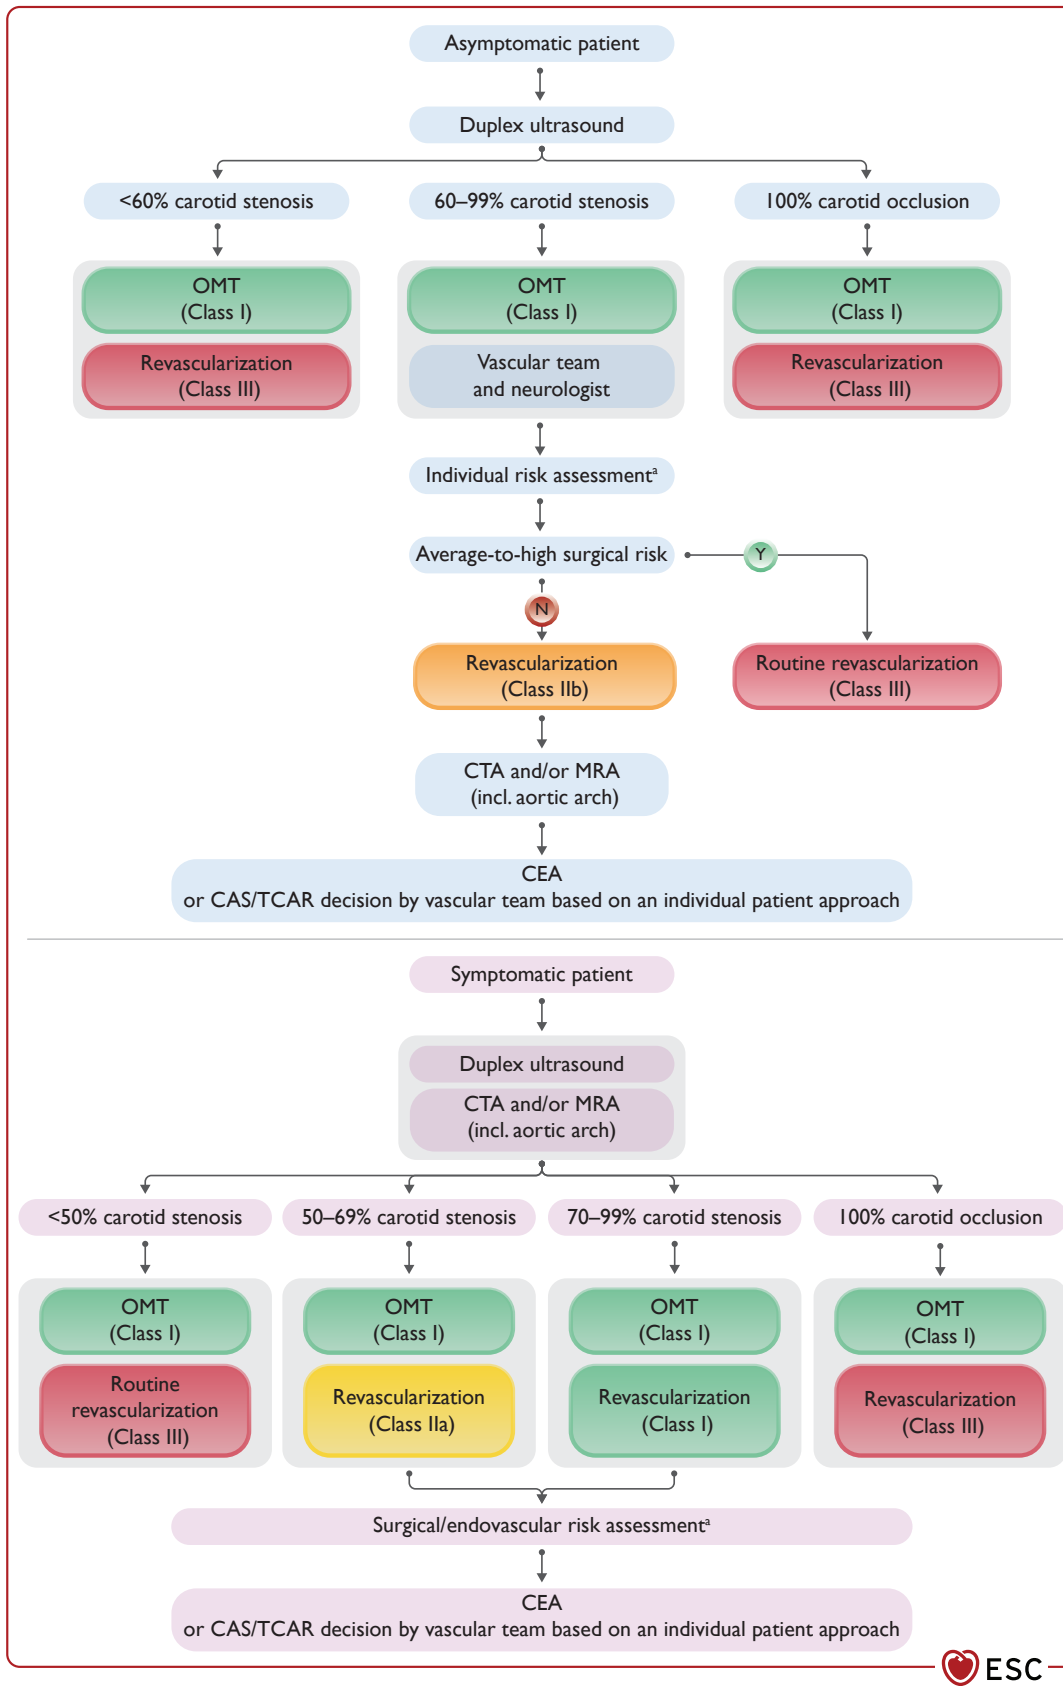 Asymptomatic patient
Duplex ultrasound
<60% carotid stenosis
60–99% carotid stenosis
100% carotid occlusion
OMT
(Class I)
Revascularization
(Class III)
OMT
(Class I)
Vascular team
and neurologist
OMT
(Class I)
Revascularization
(Class III)
Individual risk assessmentᵃ
Average-to-high surgical risk
Y
N
Revascularization
(Class IIb)
Routine revascularization
(Class III)
CTA and/or MRA
(incl. aortic arch)
CEA
or CAS/TCAR decision by vascular team based on an individual patient approach
Symptomatic patient
Duplex ultrasound
CTA and/or MRA
(incl. aortic arch)
<50% carotid stenosis
50–69% carotid stenosis
70–99% carotid stenosis
100% carotid occlusion
OMT
(Class I)
Routine
revascularization
(Class III)
OMT
(Class I)
Revascularization
(Class IIa)
OMT
(Class I)
Revascularization
(Class I)
OMT
(Class I)
Revascularization
(Class III)
Surgical/endovascular risk assessmentᵃ
CEA
or CAS/TCAR decision by vascular team based on an individual patient approach
ESC